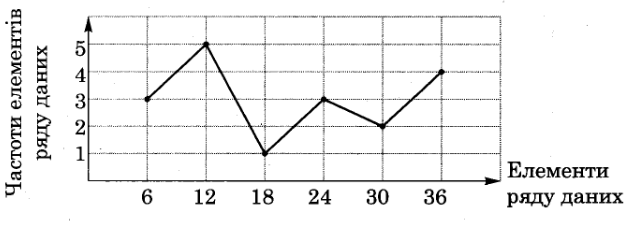 Частоти елементів
ряду даних
5
4
3
2
1
6 12 18 24 30 36
Елементи
ряду даних